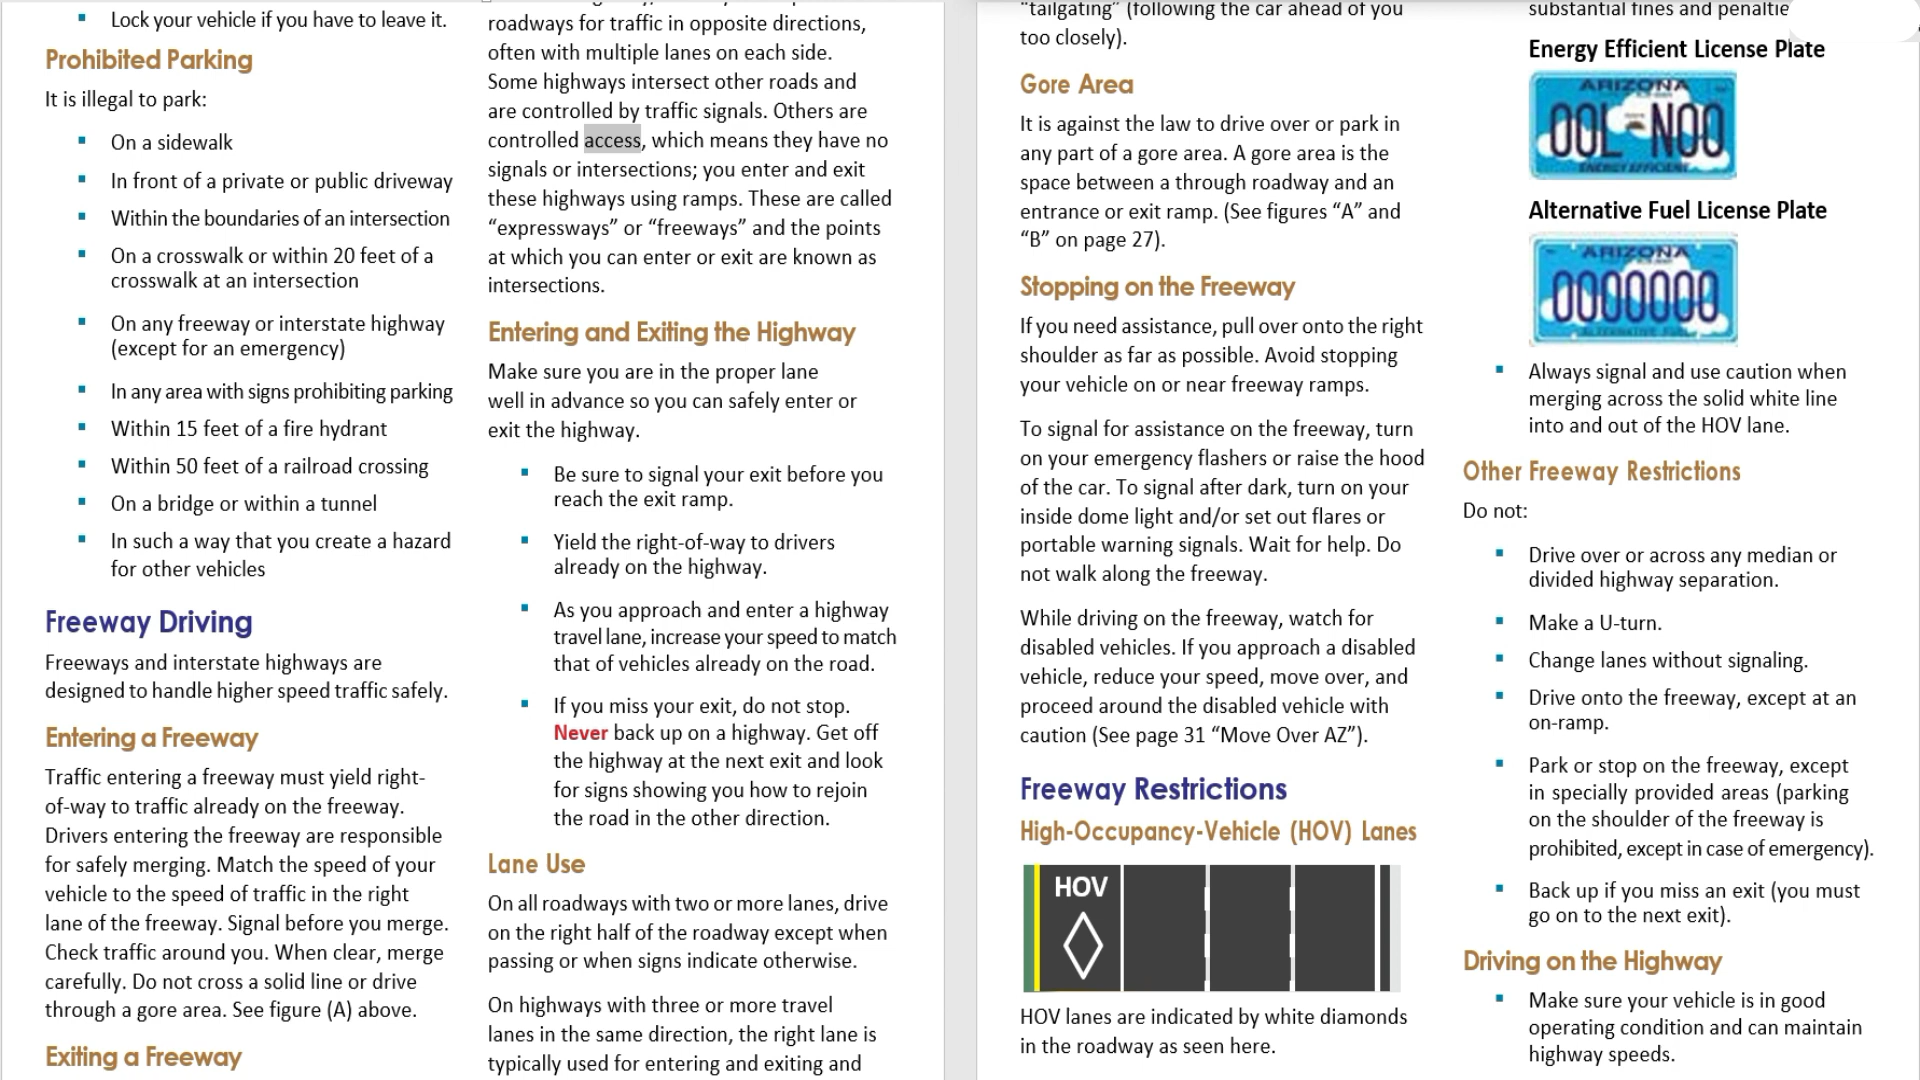 Lock your vehicle if you have to leave it.
Prohibited Parking
It is illegal to park:
On a sidewalk
In front of a private or public driveway
Within the boundaries of an intersection
On a crosswalk or within 20 feet of a
crosswalk at an intersection
On any freeway or interstate highway
(except for an emergency)
In any area with signs prohibiting parking
Within 15 feet of a fire hydrant
Within 50 feet of a railroad crossing
On a bridge or within a tunnel
In such a way that you create a hazard
for other vehicles
Freeway Driving
Freeways and interstate highways are
designed to handle higher speed traffic safely.
Entering a Freeway
Traffic entering a freeway must yield right-
of-way to traffic already on the freeway.
Drivers entering the freeway are responsible
for safely merging. Match the speed of your
vehicle to the speed of traffic in the right
lane of the freeway. Signal before you merge.
Check traffic around you. When clear, merge
carefully. Do not cross a solid line or drive
through a gore area. See figure (A) above.
Exiting a Freeway
roadways for traffic in opposite directions,
often with multiple lanes on each side.
Some highways intersect other roads and
are controlled by traffic signals. Others are
controlled access, which means they have no
signals or intersections; you enter and exit
these highways using ramps. These are called
“expressways” or “freeways” and the points
at which you can enter or exit are known as
intersections.
Entering and Exiting the Highway
Make sure you are in the proper lane
well in advance so you can safely enter or
exit the highway.
Be sure to signal your exit before you
reach the exit ramp.
Yield the right-of-way to drivers
already on the highway.
As you approach and enter a highway
travel lane, increase your speed to match
that of vehicles already on the road.
If you miss your exit, do not stop.
Never back up on a highway. Get off
the highway at the next exit and look
for signs showing you how to rejoin
the road in the other direction.
Lane Use
On all roadways with two or more lanes, drive
on the right half of the roadway except when
passing or when signs indicate otherwise.
On highways with three or more travel
lanes in the same direction, the right lane is
typically used for entering and exiting and
“tailgating” (following the car ahead of you
too closely).
Gore Area
It is against the law to drive over or park in
any part of a gore area. A gore area is the
space between a through roadway and an
entrance or exit ramp. (See figures “A” and
“B” on page 27).
Stopping on the Freeway
If you need assistance, pull over onto the right
shoulder as far as possible. Avoid stopping
your vehicle on or near freeway ramps.
To signal for assistance on the freeway, turn
on your emergency flashers or raise the hood
of the car. To signal after dark, turn on your
inside dome light and/or set out flares or
portable warning signals. Wait for help. Do
not walk along the freeway.
While driving on the freeway, watch for
disabled vehicles. If you approach a disabled
vehicle, reduce your speed, move over, and
proceed around the disabled vehicle with
caution (See page 31 “Move Over AZ”).
Freeway Restrictions
High-Occupancy-Vehicle (HOV) Lanes
HOV
HOV lanes are indicated by white diamonds
in the roadway as seen here.
substantial fines and penaltie
Energy Efficient License Plate
ARIZONA
OOL NOO
ENERGY EFFICIENT
Alternative Fuel License Plate
ARIZONA
0000000
ALTERNATIVE FUEL
Always signal and use caution when
merging across the solid white line
into and out of the HOV lane.
Other Freeway Restrictions
Do not:
Drive over or across any median or
divided highway separation.
Make a U-turn.
Change lanes without signaling.
Drive onto the freeway, except at an
on-ramp.
Park or stop on the freeway, except
in specially provided areas (parking
on the shoulder of the freeway is
prohibited, except in case of emergency).
Back up if you miss an exit (you must
go on to the next exit).
Driving on the Highway
Make sure your vehicle is in good
operating condition and can maintain
highway speeds.